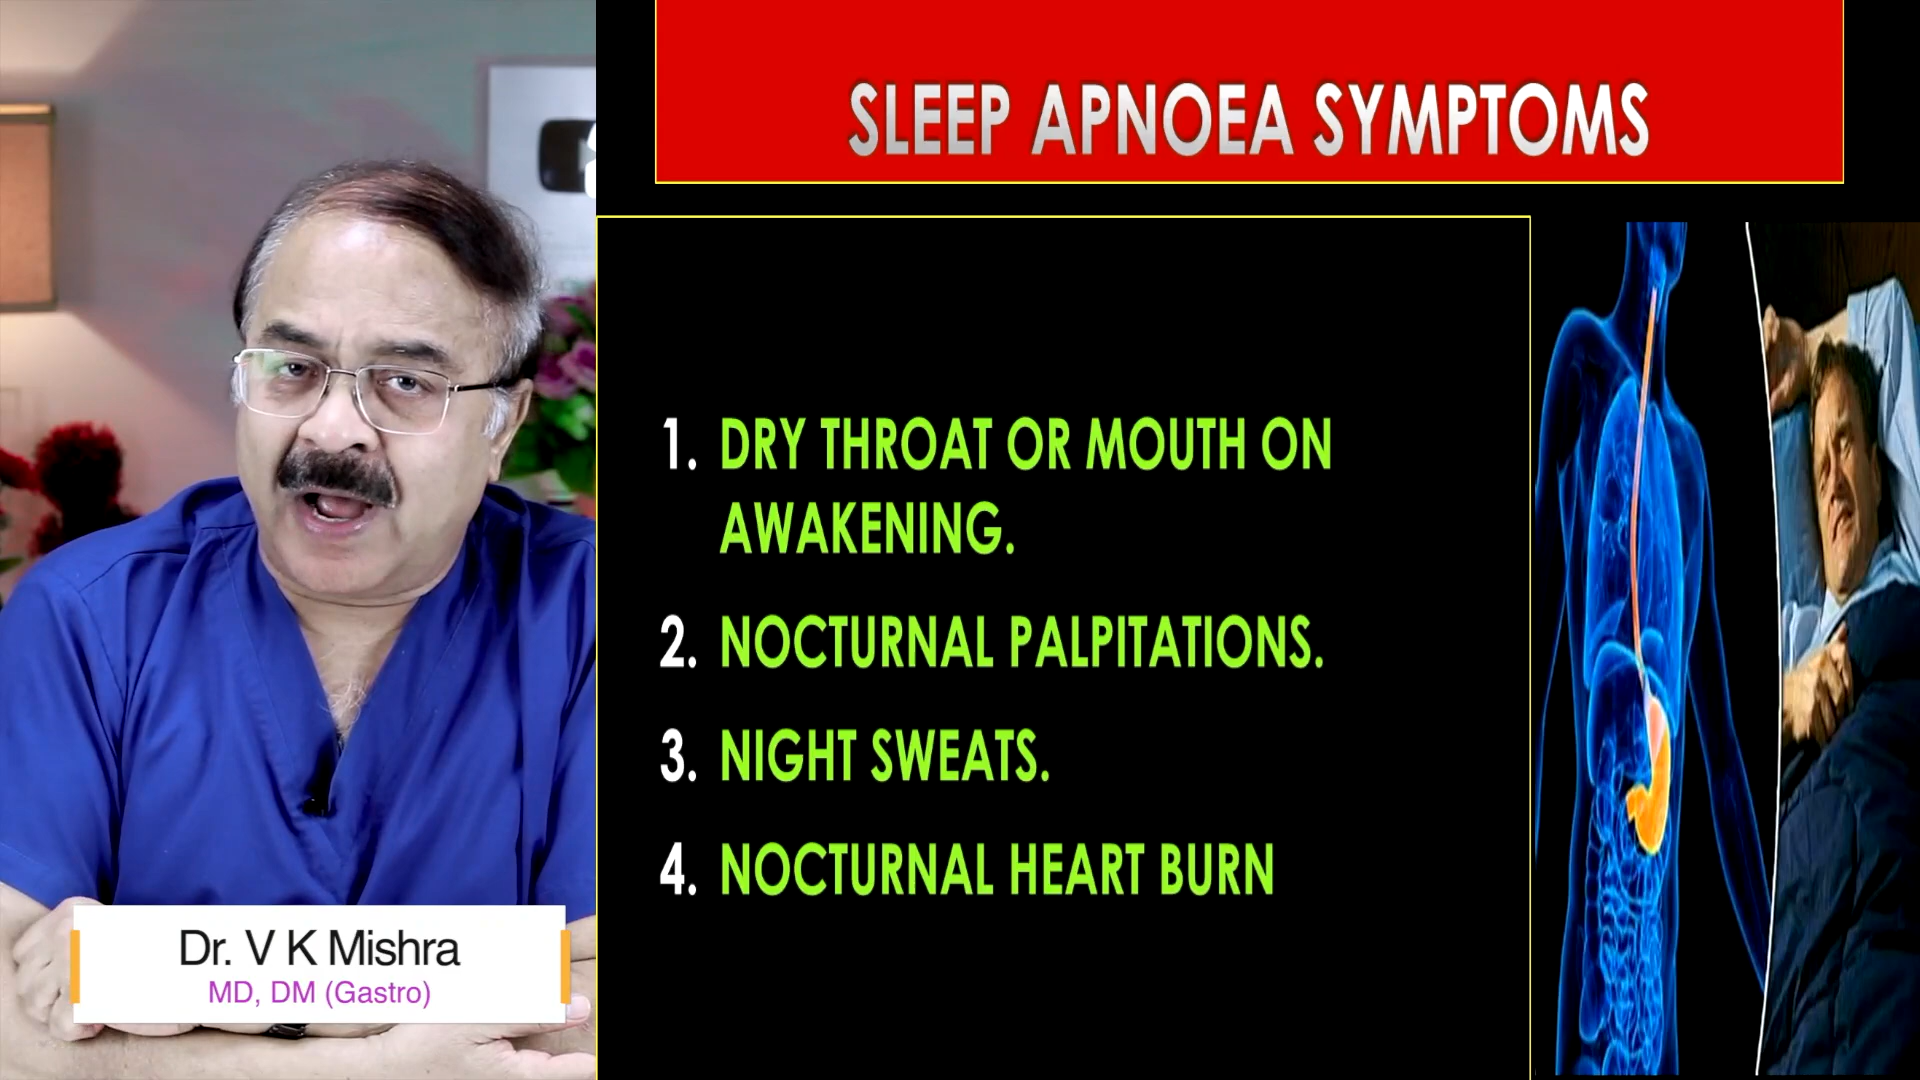 SLEEP APNOEA SYMPTOMS
1. DRY THROAT OR MOUTH ON
AWAKENING.
2. NOCTURNAL PALPITATIONS.
3. NIGHT SWEATS.
4. NOCTURNAL HEART BURN
Dr. V K Mishra
MD, DM (Gastro)